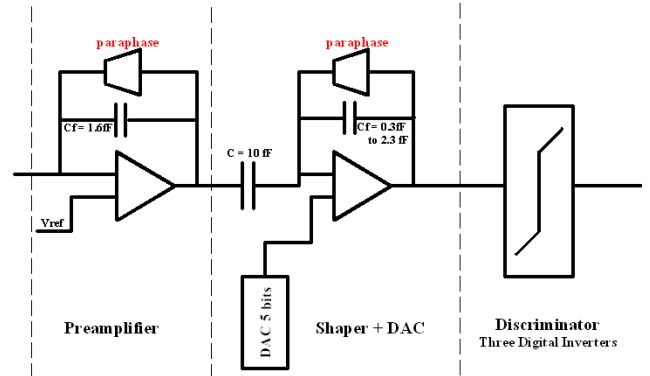 paraphase
paraphase
Cf = 1.6fF
Cf = 0.3fF
to 2.3 fF
C = 10 fF
Vref
DAC 5 bits
Preamplifier
Shaper + DAC
Discriminator
Three Digital Inverters